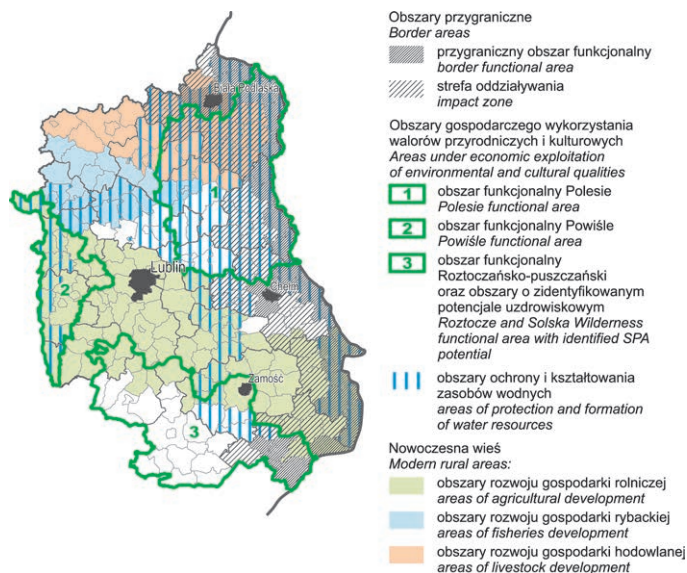 Biała Podlaska
1
Lublin
2
Chełm
Zamość
3
Obszary przygraniczne
Border areas
przygraniczny obszar funkcjonalny
border functional area
strefa oddziaływania
impact zone
Obszary gospodarczego wykorzystania
walorów przyrodniczych i kulturowych
Areas under economic exploitation
of environmental and cultural qualities
1 obszar funkcjonalny Polesie
Polesie functional area
2 obszar funkcjonalny Powiśle
Powiśle functional area
3 obszar funkcjonalny
Roztoczańsko-puszczański
oraz obszary o zidentyfikowanym
potencjale uzdrowiskowym
Roztocze and Solska Wilderness
functional area with identified SPA
potential
obszary ochrony i kształtowania
zasobów wodnych
areas of protection and formation
of water resources
Nowoczesna wieś
Modern rural areas:
obszary rozwoju gospodarki rolniczej
areas of agricultural development
obszary rozwoju gospodarki rybackiej
areas of fisheries development
obszary rozwoju gospodarki hodowlanej
areas of livestock development